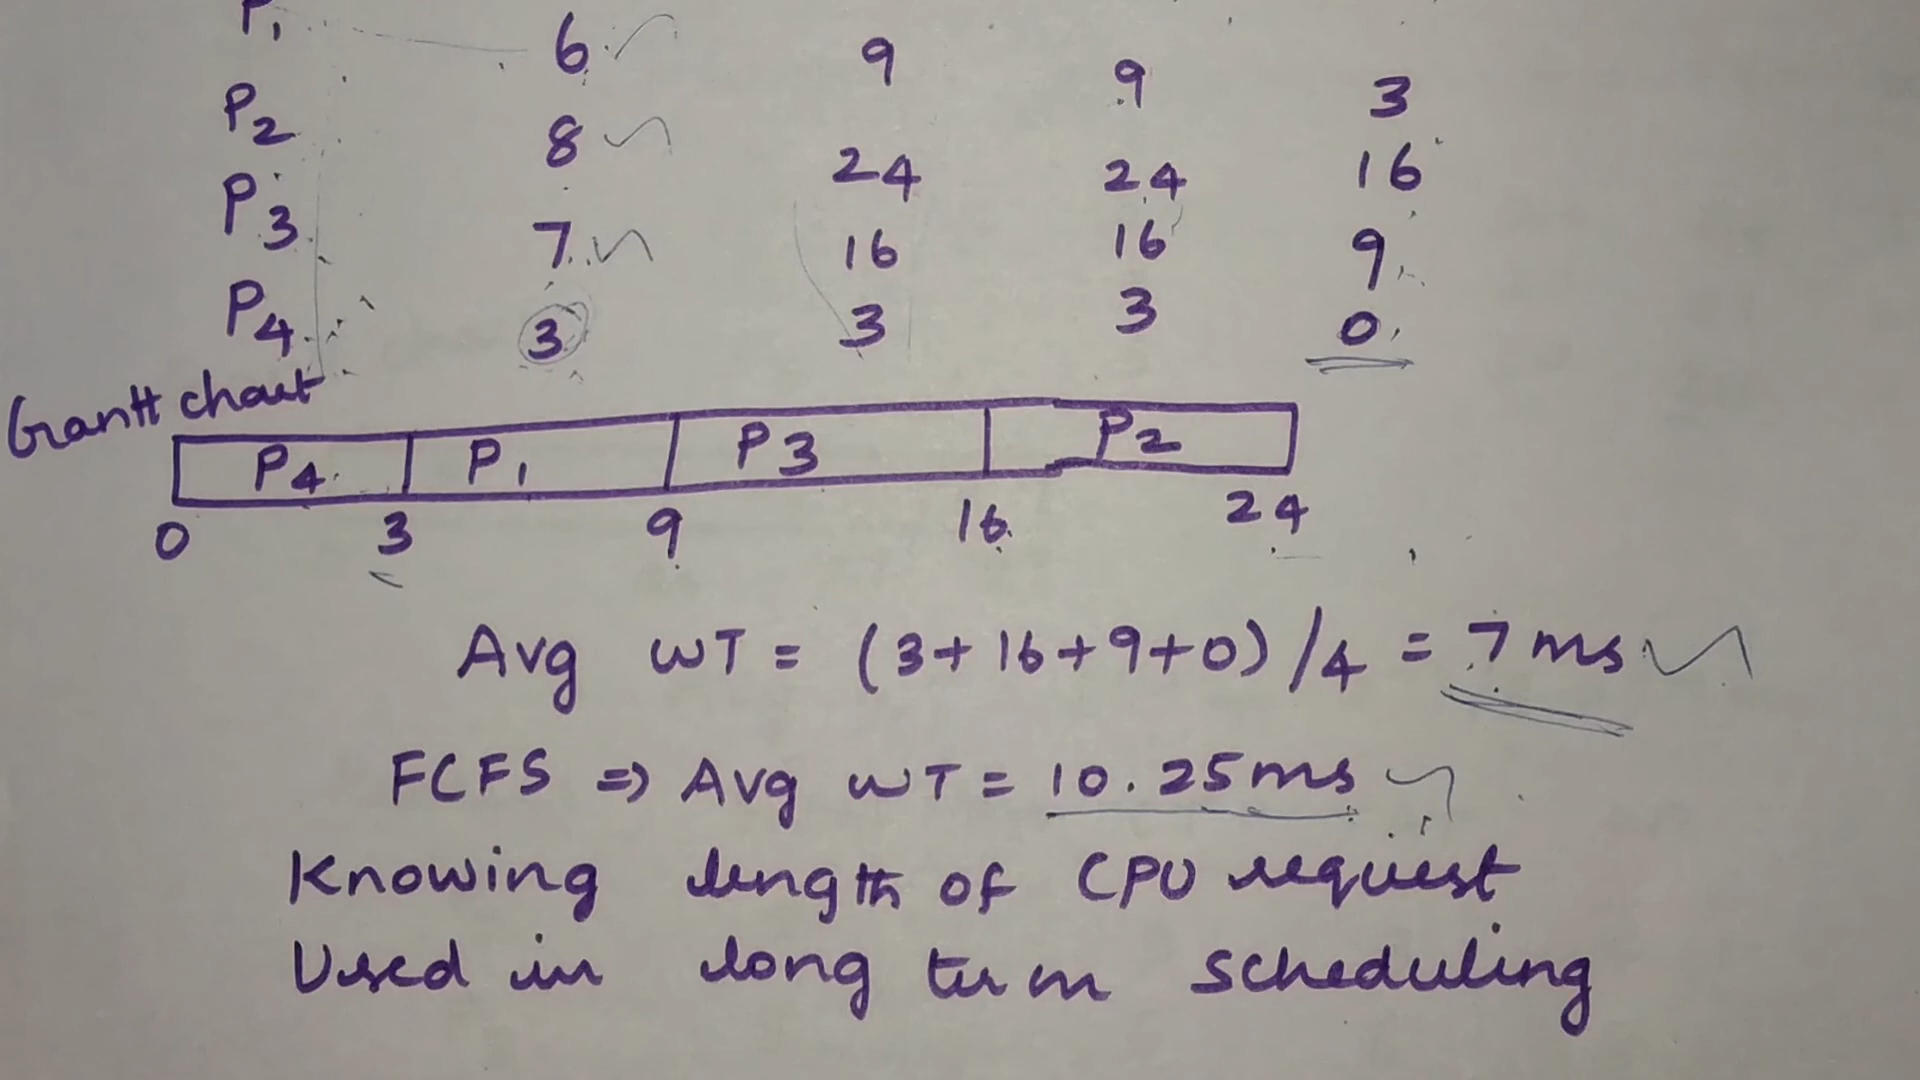 P1 6 9 9 3
P2 8 24 24 16
P3 7 16 16 9
P4 3 3 3 0
Gantt chart
P4 P1 P3 P2
0 3 9 16 24
Avg WT = (3+16+9+0)/4 = 7ms
FCFS => Avg WT = 10.25ms
Knowing length of CPU request
Used in long term scheduling